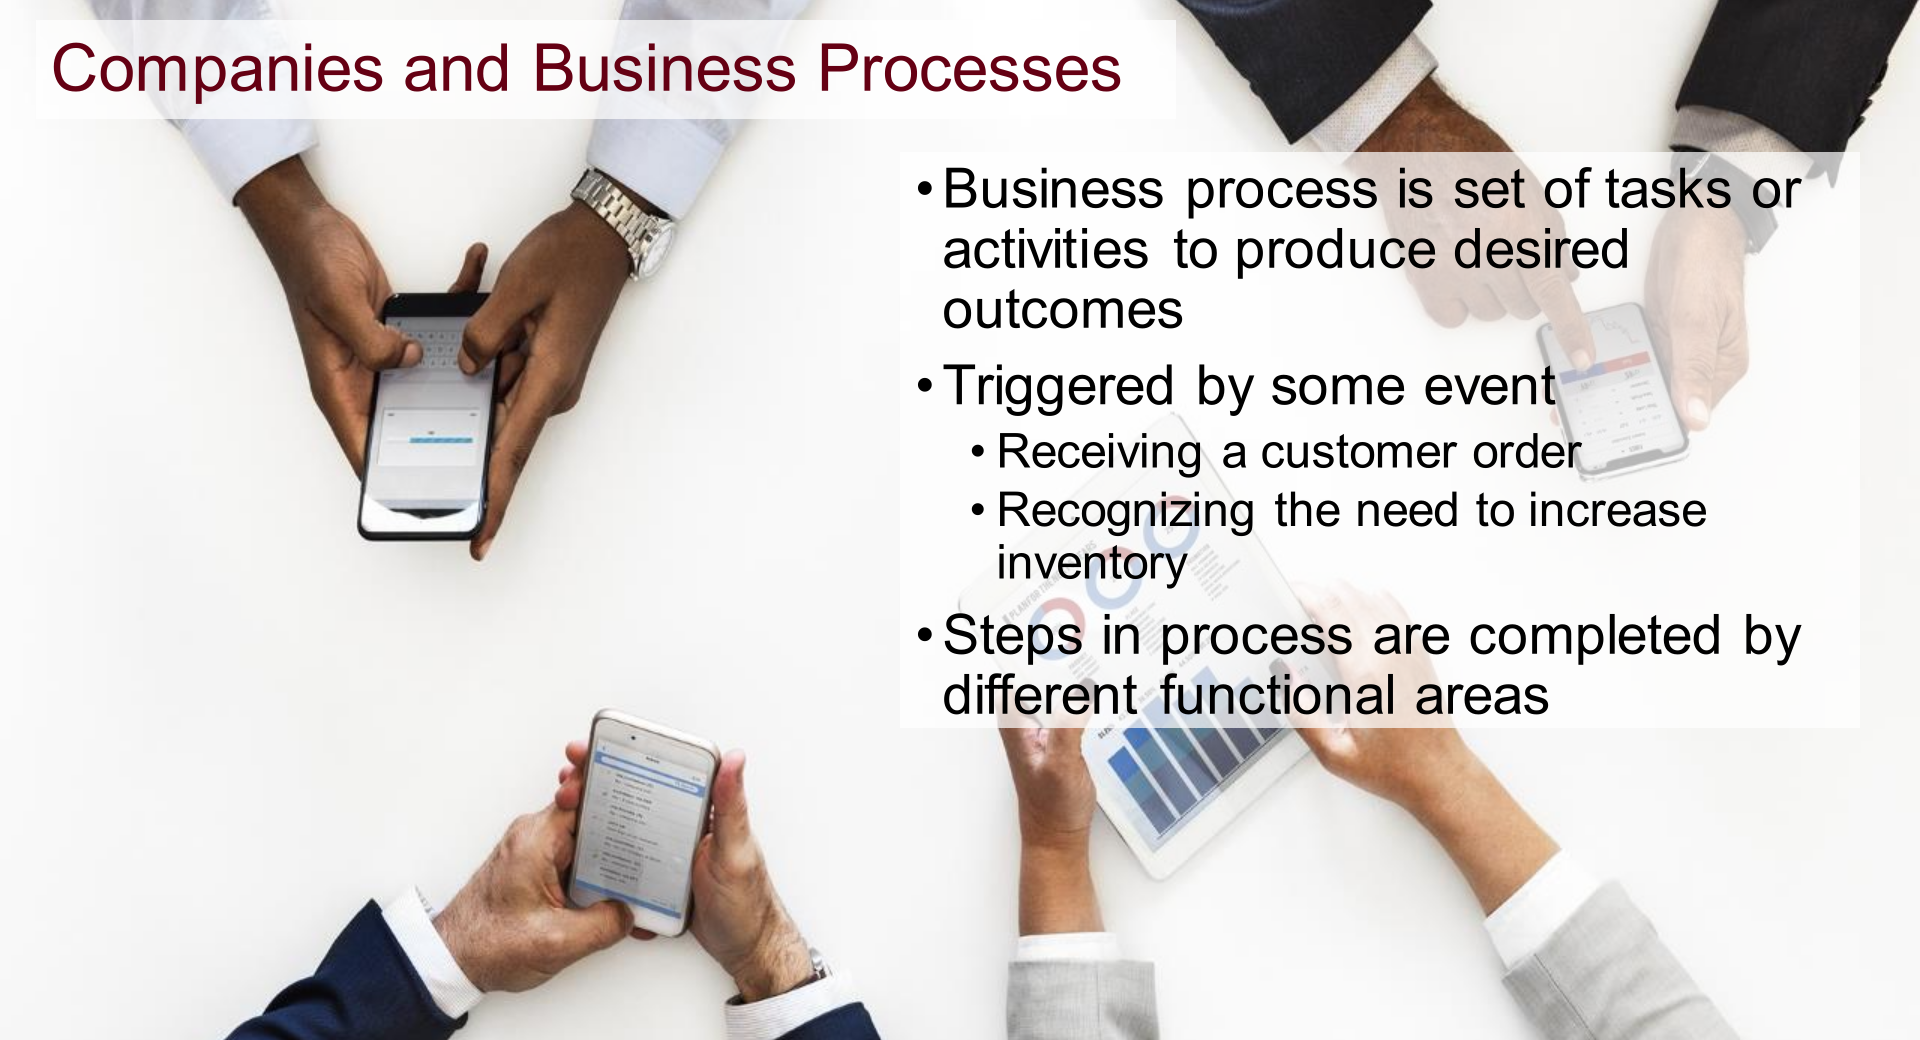 Companies and Business Processes
• Business process is set of tasks or
activities to produce desired
outcomes
• Triggered by some event
• Receiving a customer order
• Recognizing the need to increase
inventory
• Steps in process are completed by
different functional areas